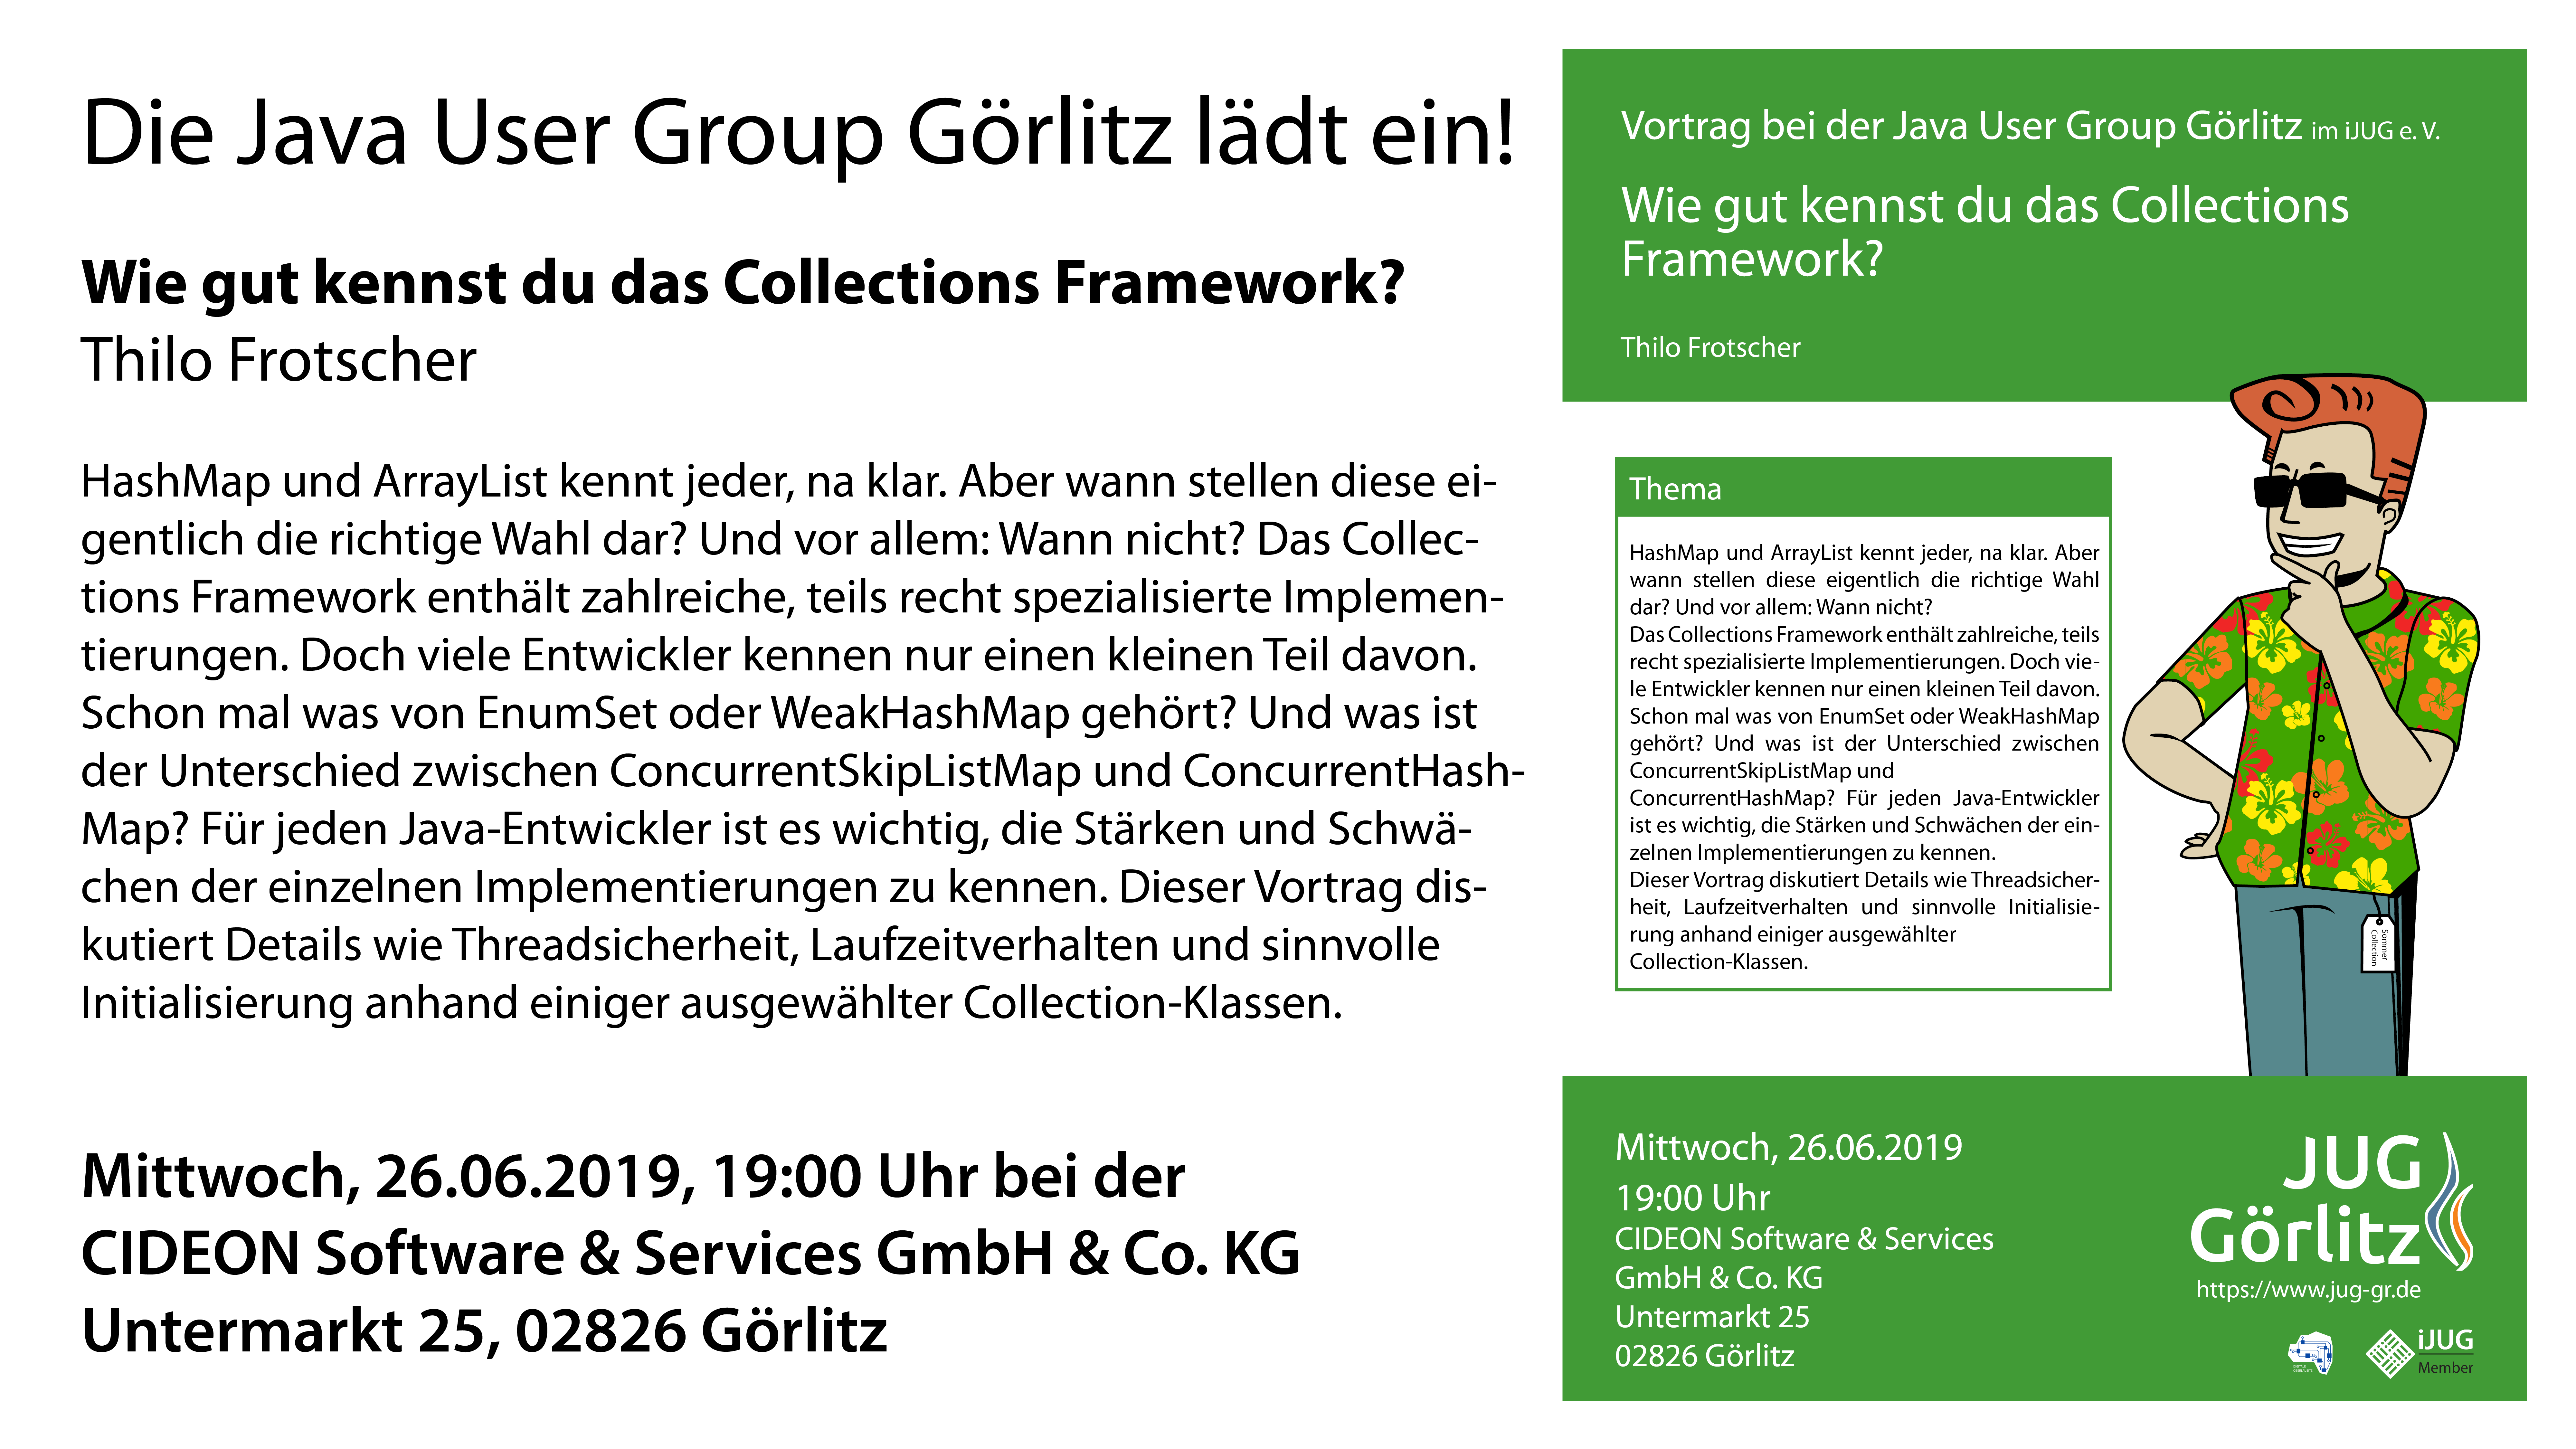 Die Java User Group Görlitz lädt ein!
Wie gut kennst du das Collections Framework?
Thilo Frotscher
HashMap und ArrayList kennt jeder, na klar. Aber wann stellen diese ei-
gentlich die richtige Wahl dar? Und vor allem: Wann nicht? Das Collec-
tions Framework enthält zahlreiche, teils recht spezialisierte Implemen-
tierungen. Doch viele Entwickler kennen nur einen kleinen Teil davon.
Schon mal was von EnumSet oder WeakHashMap gehört? Und was ist
der Unterschied zwischen ConcurrentSkipListMap und ConcurrentHash-
Map? Für jeden Java-Entwickler ist es wichtig, die Stärken und Schwä-
chen der einzelnen Implementierungen zu kennen. Dieser Vortrag dis-
kutiert Details wie Threadsicherheit, Laufzeitverhalten und sinnvolle
Initialisierung anhand einiger ausgewählter Collection-Klassen.
Mittwoch, 26.06.2019, 19:00 Uhr bei der
CIDEON Software & Services GmbH & Co. KG
Untermarkt 25, 02826 Görlitz
Vortrag bei der Java User Group Görlitz im iJUG e. V.
Wie gut kennst du das Collections
Framework?
Thilo Frotscher
Thema
HashMap und ArrayList kennt jeder, na klar. Aber
wann stellen diese eigentlich die richtige Wahl
dar? Und vor allem: Wann nicht?
Das Collections Framework enthält zahlreiche, teils
recht spezialisierte Implementierungen. Doch vie-
le Entwickler kennen nur einen kleinen Teil davon.
Schon mal was von EnumSet oder WeakHashMap
gehört? Und was ist der Unterschied zwischen
ConcurrentSkipListMap und
ConcurrentHashMap? Für jeden Java-Entwickler
ist es wichtig, die Stärken und Schwächen der ein-
zelnen Implementierungen zu kennen.
Dieser Vortrag diskutiert Details wie Threadsicher-
heit, Laufzeitverhalten und sinnvolle Initialisie-
rung anhand einiger ausgewählter
Collection-Klassen.
Sommer
Collection
Mittwoch, 26.06.2019
19:00 Uhr
CIDEON Software & Services
GmbH & Co. KG
Untermarkt 25
02826 Görlitz
JUG
Görlitz
https://www.jug-gr.de
iJUG
Member